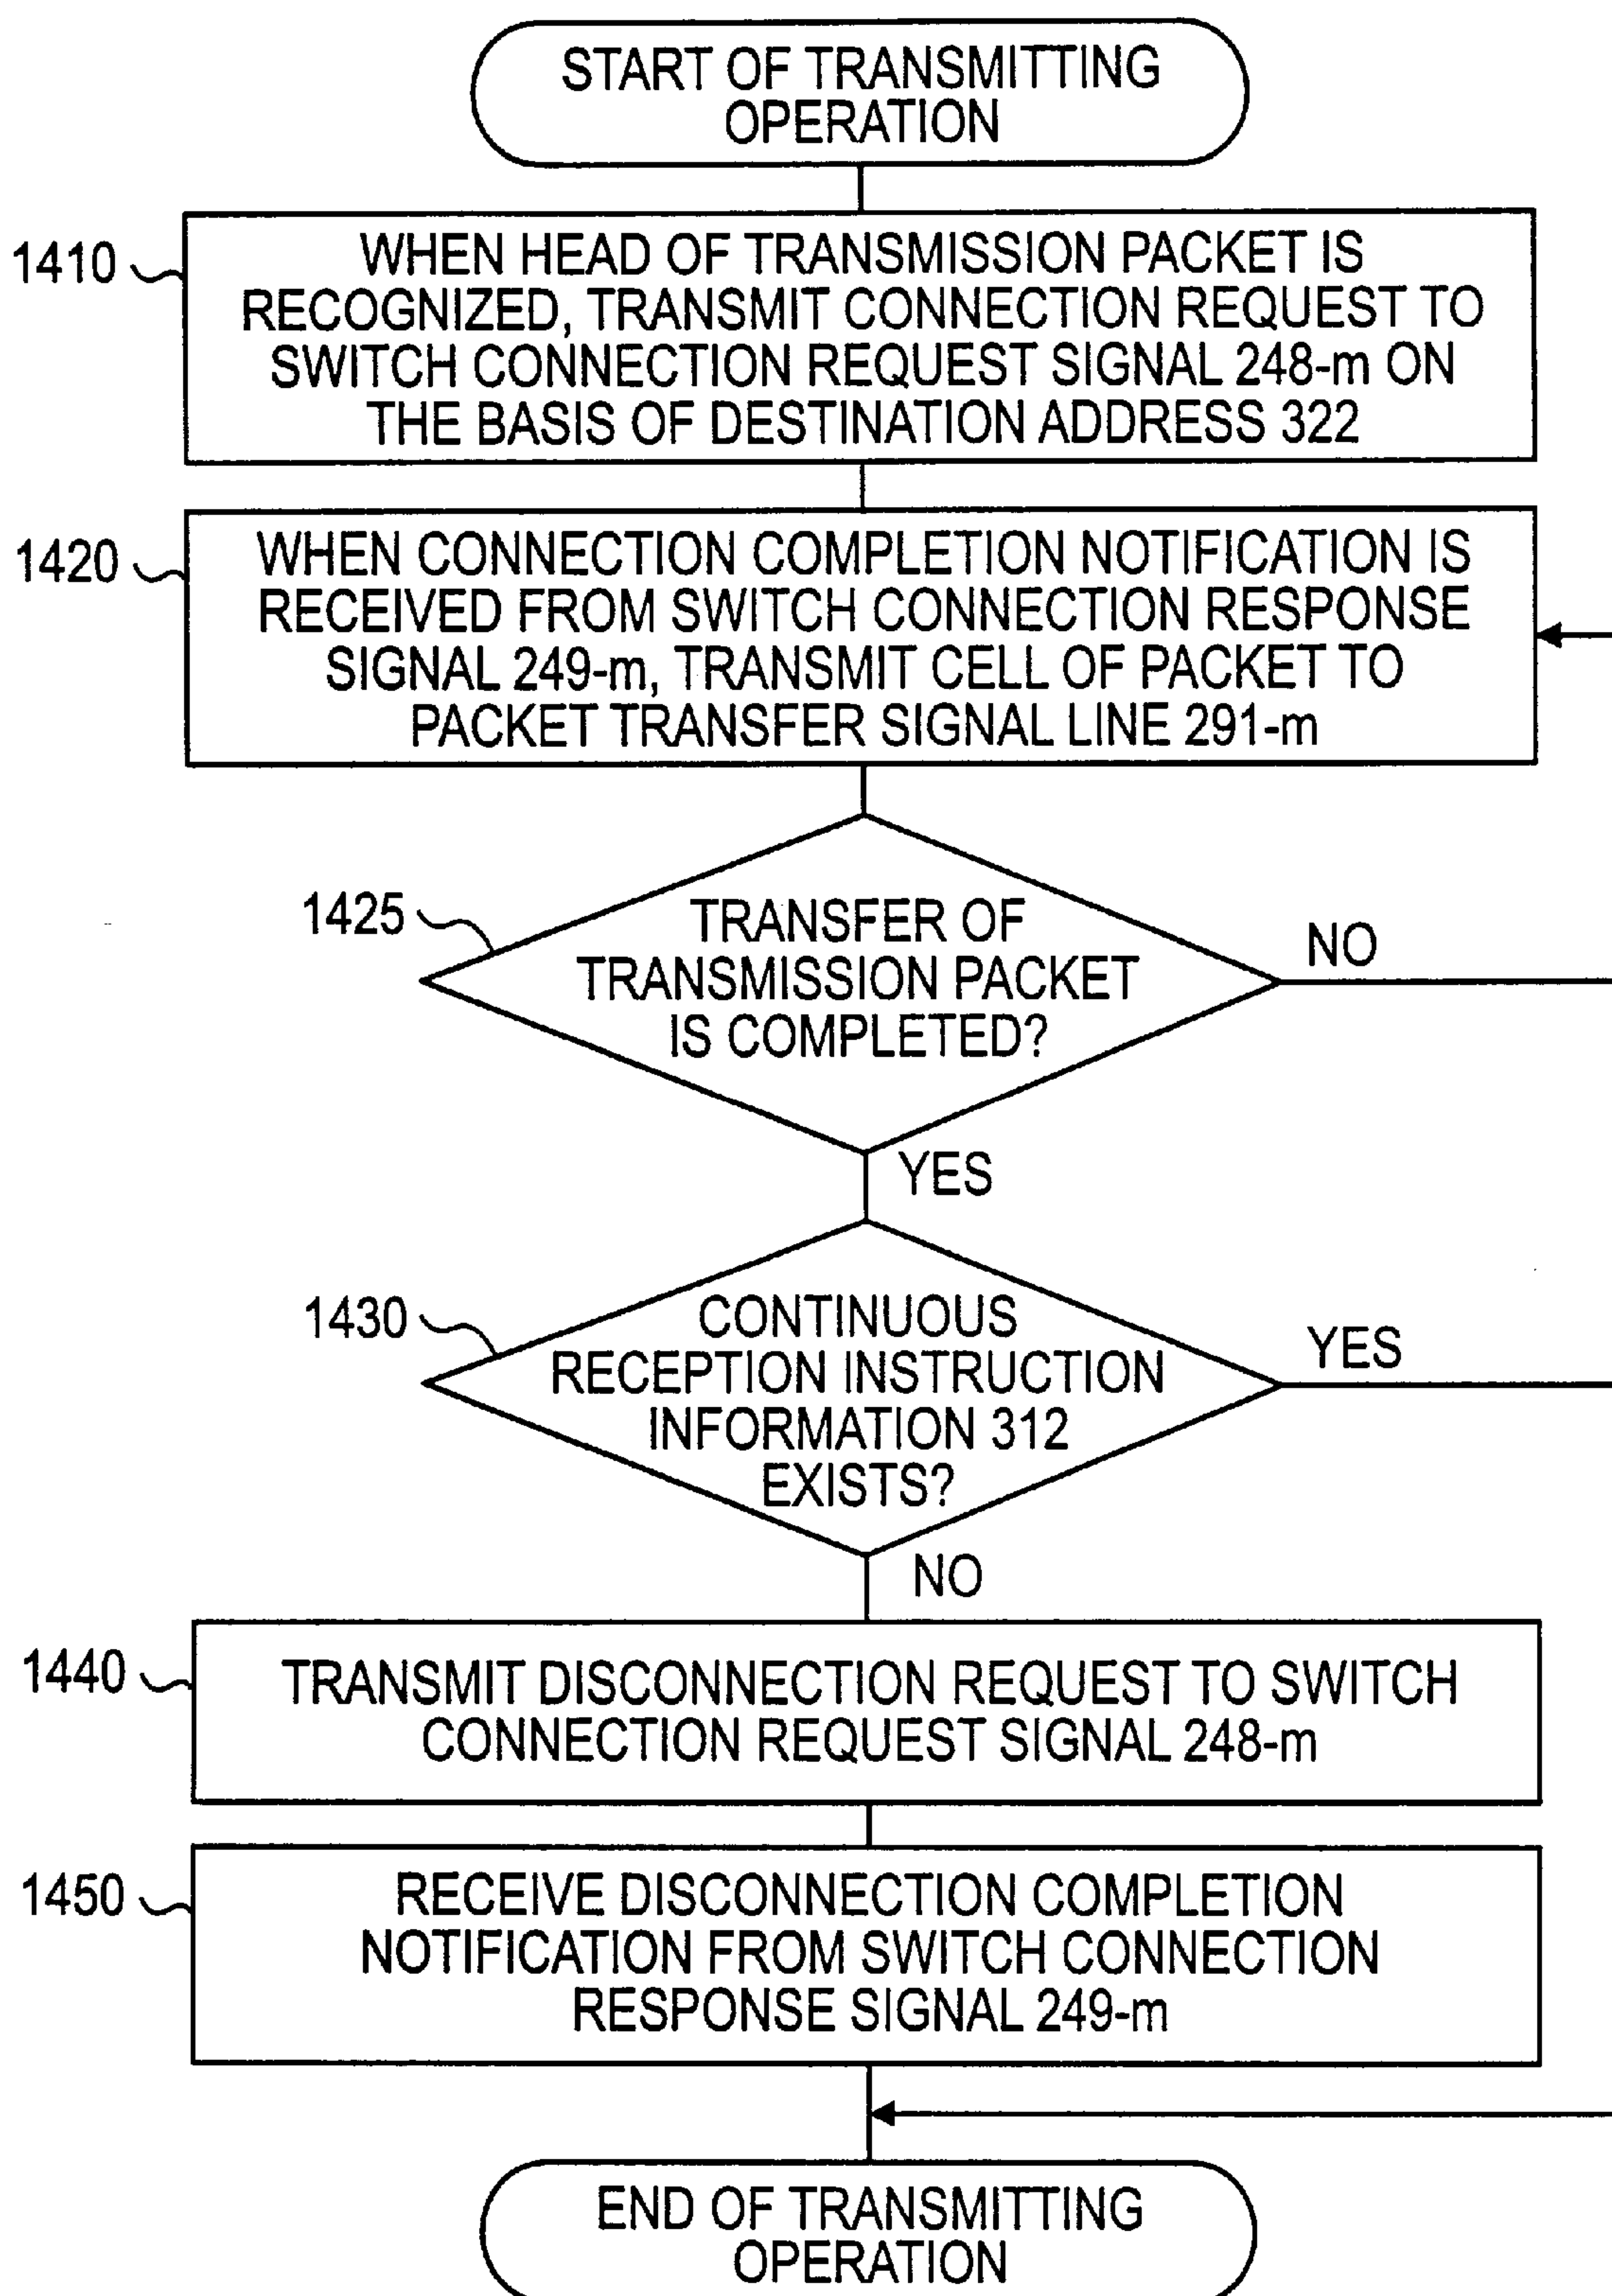 START OF TRANSMITTING
OPERATION
1410
WHEN HEAD OF TRANSMISSION PACKET IS
RECOGNIZED, TRANSMIT CONNECTION REQUEST TO
SWITCH CONNECTION REQUEST SIGNAL 248-m ON
THE BASIS OF DESTINATION ADDRESS 322
1420
WHEN CONNECTION COMPLETION NOTIFICATION IS
RECEIVED FROM SWITCH CONNECTION RESPONSE
SIGNAL 249-m, TRANSMIT CELL OF PACKET TO
PACKET TRANSFER SIGNAL LINE 291-m
1425
TRANSFER OF
TRANSMISSION PACKET
IS COMPLETED?
NO
YES
1430
CONTINUOUS
RECEPTION INSTRUCTION
INFORMATION 312
EXISTS?
YES
NO
1440
TRANSMIT DISCONNECTION REQUEST TO SWITCH
CONNECTION REQUEST SIGNAL 248-m
1450
RECEIVE DISCONNECTION COMPLETION
NOTIFICATION FROM SWITCH CONNECTION
RESPONSE SIGNAL 249-m
END OF TRANSMITTING
OPERATION